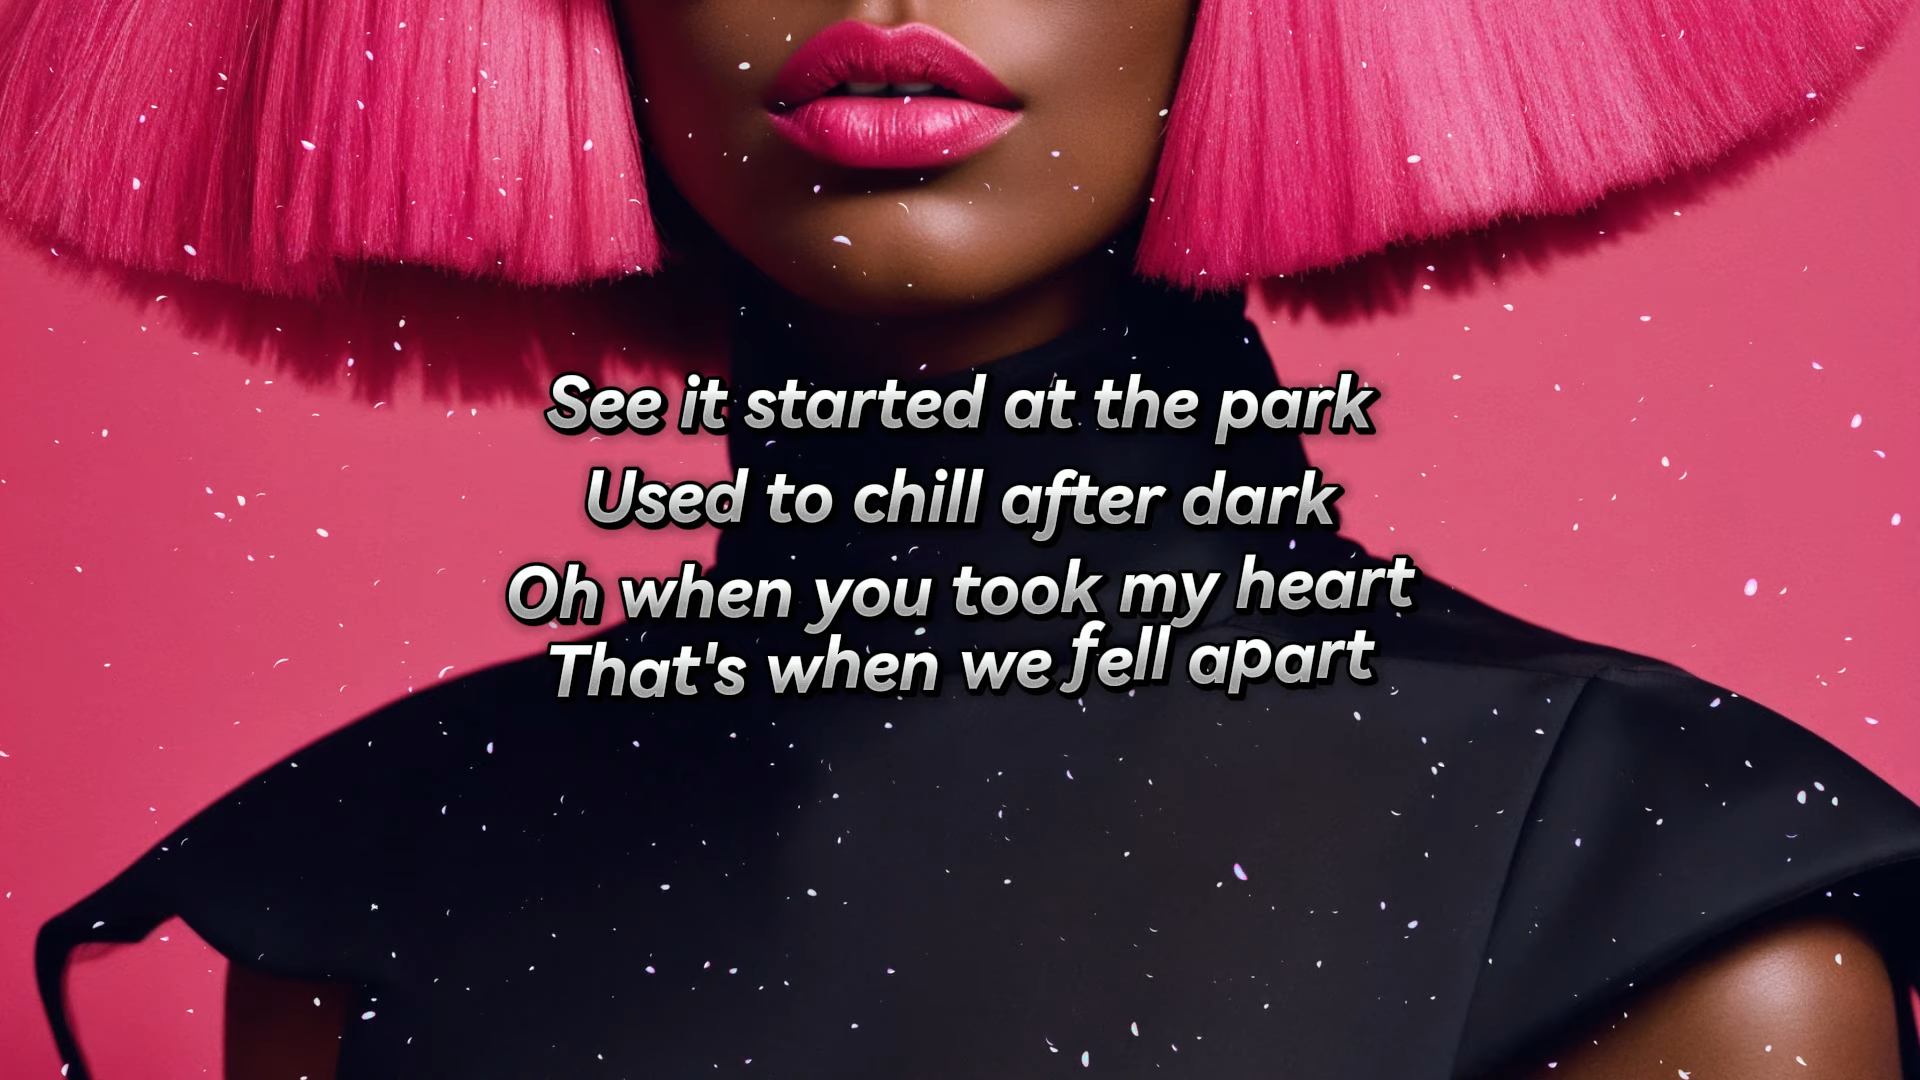 See it started at the park
Used to chill after dark
Oh when you took my heart
That's when we fell apart